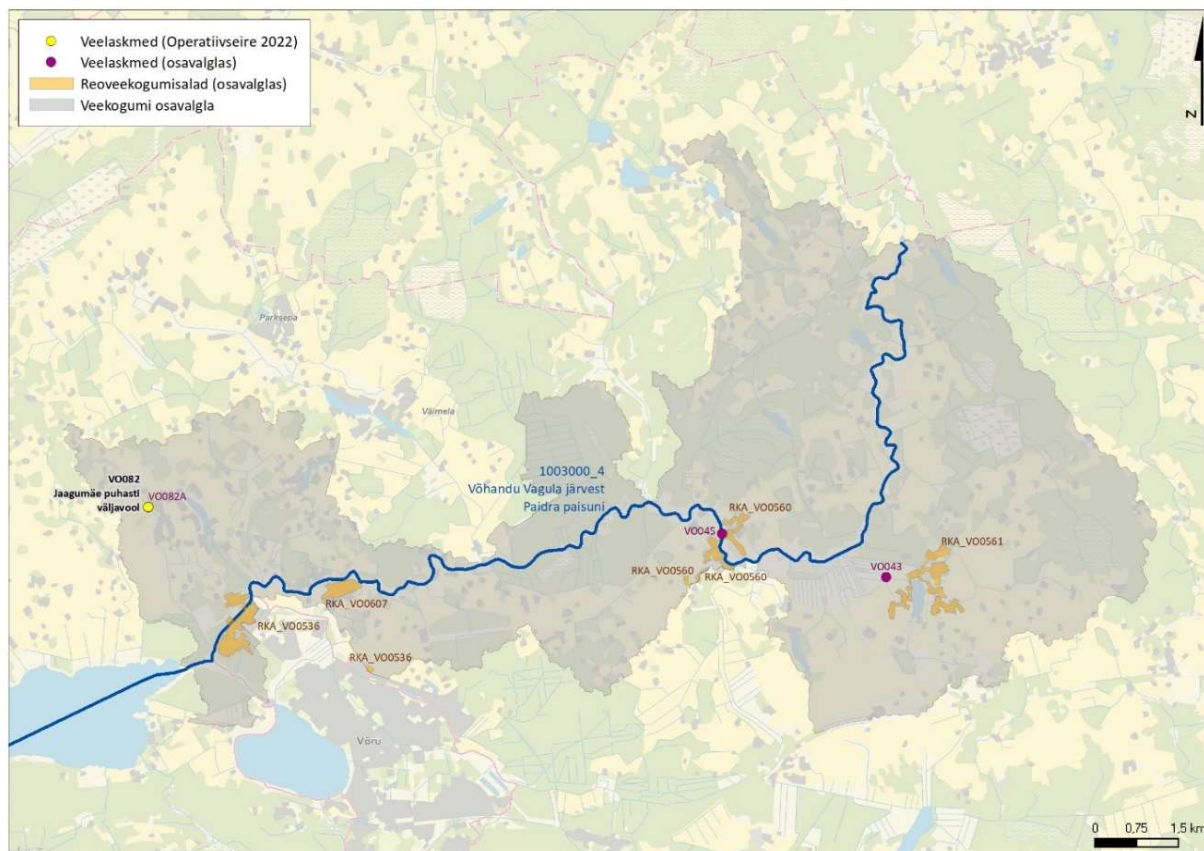 Veelaskmed (Operatiivseire 2022)
Veelaskmed (osavalglas)
Reoveekogumisalad (osavalglas)
Veekogumi osavalgla
N
Parksepa
Väimela
1003000_4
Võhandu Vagula järvest
Paidra paisuni
VO082
Jaagumäe puhasti
väljavool
VO082A
RKA_VO0560
VO045
RKA_VO0561
VO043
RKA_VO0560
RKA_VO0560
RKA_VO0607
RKA_VO0536
RKA_VO0536
Võru
0 0,75 1,5 km